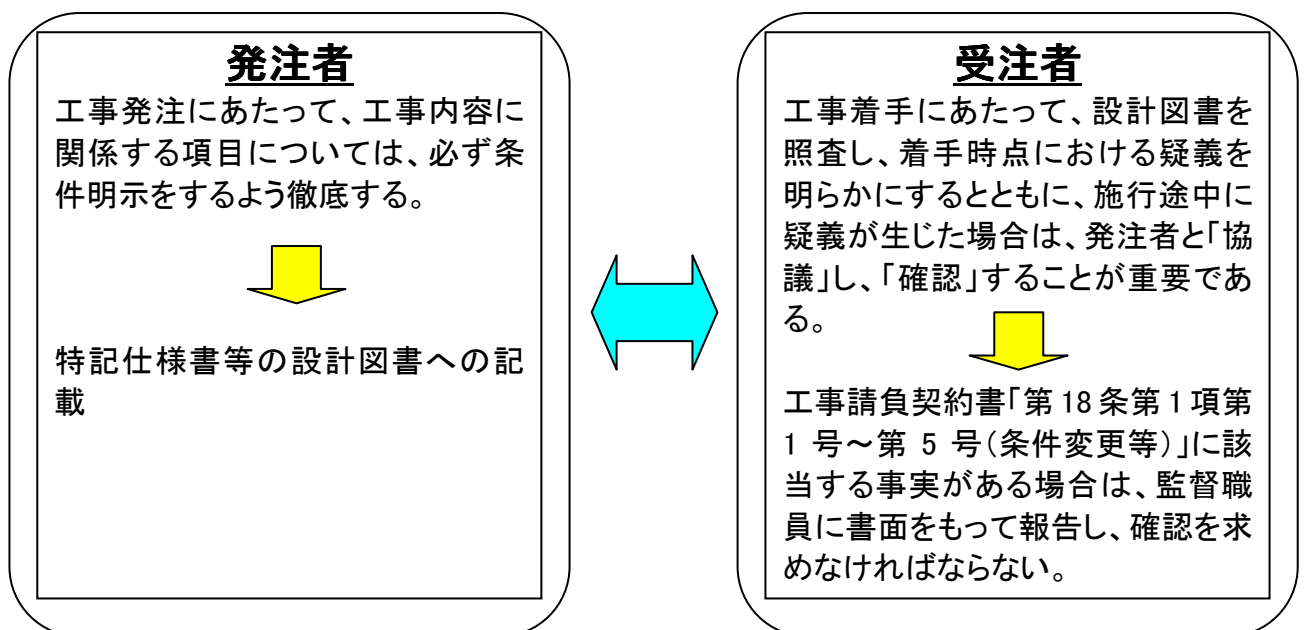 発注者
工事発注にあたって、工事内容に
関係する項目については、必ず条
件明示をするよう徹底する。
特記仕様書等の設計図書への記
載
受注者
工事着手にあたって、設計図書を
照査し、着手時点における疑義を
明らかにするとともに、施行途中に
疑義が生じた場合は、発注者と「協
議」し、「確認」することが重要であ
る。
工事請負契約書「第 18 条第 1 項第
1 号～第 5 号(条件変更等)」に該
当する事実がある場合は、監督職
員に書面をもって報告し、確認を求
めなければならない。